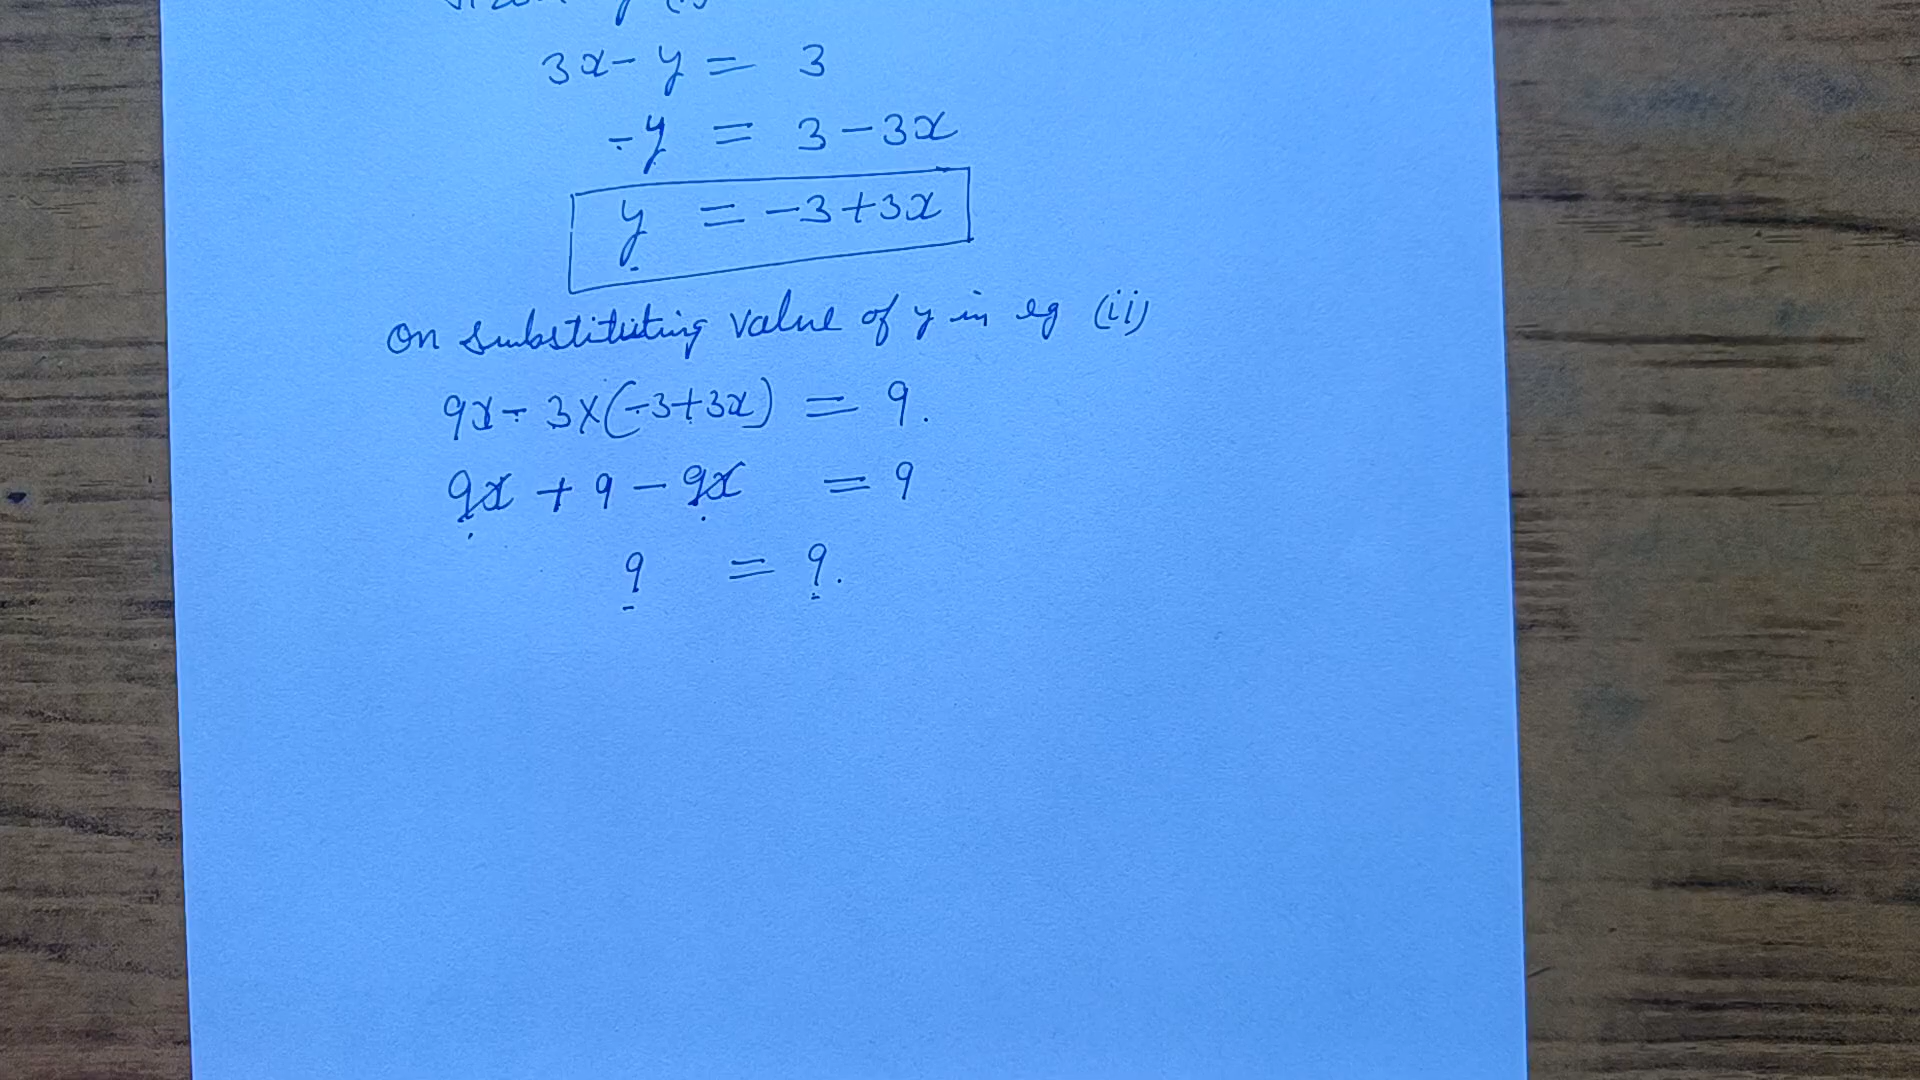 3x - y = 3
-y = 3 - 3x
y = -3 + 3x
On substituting value of y in eq (ii)
9x - 3×(-3+3x) = 9.
9x + 9 - 9x = 9
9 = 9.